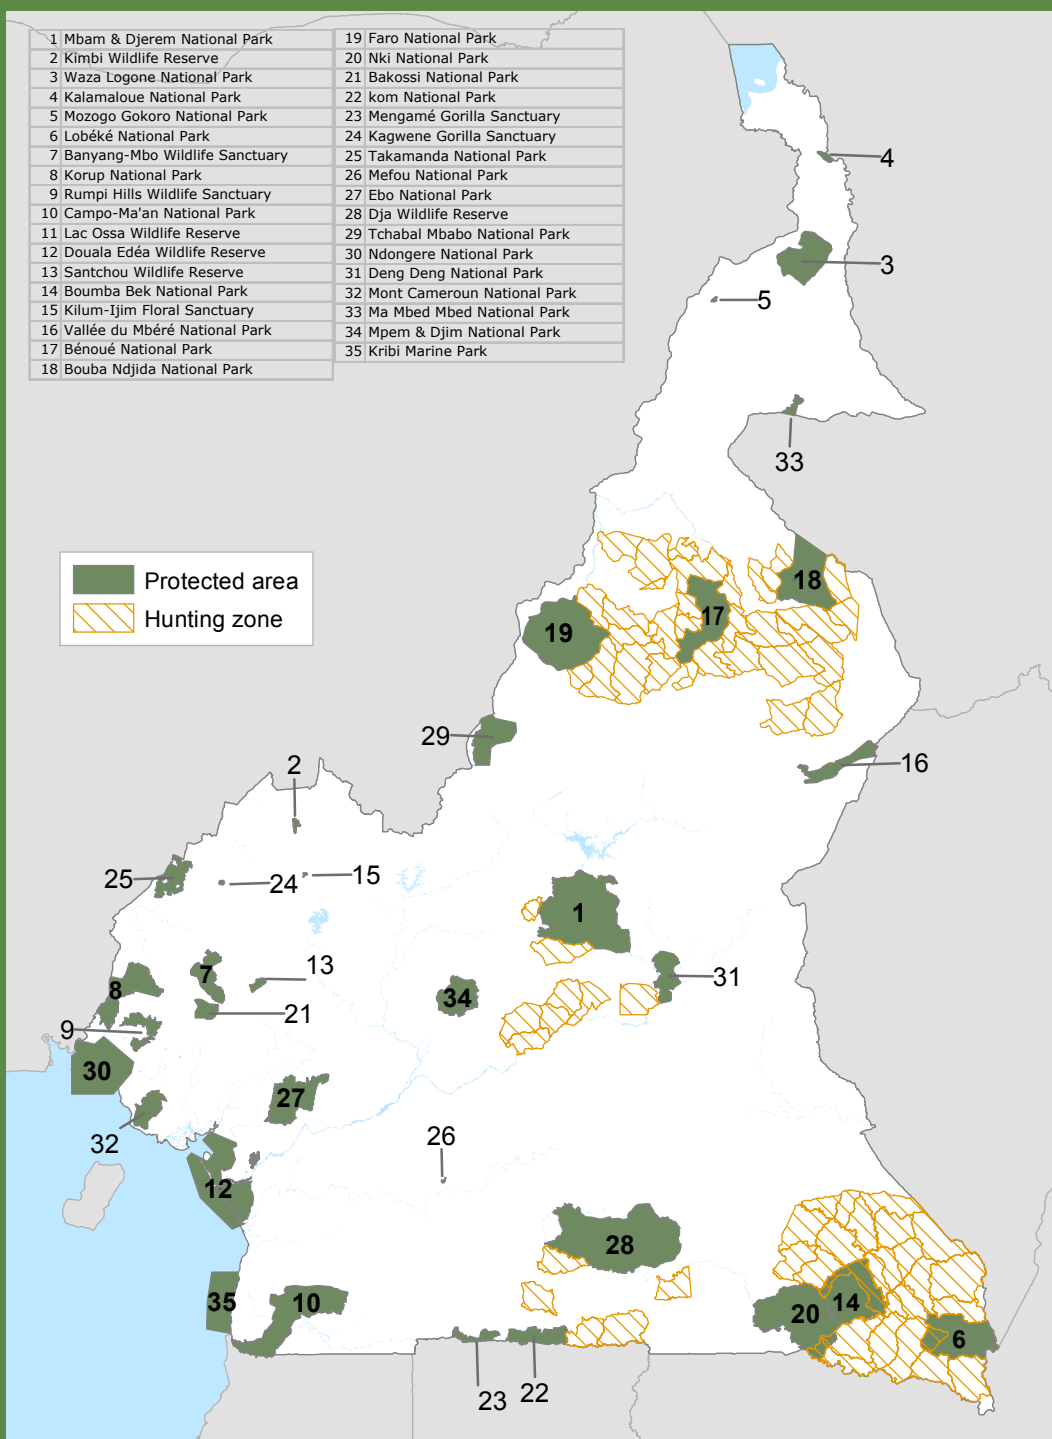 1 Mbam & Djerem National Park
2 Kimbi Wildlife Reserve
3 Waza Logone National Park
4 Kalamaloue National Park
5 Mozogo Gokoro National Park
6 Lobéké National Park
7 Banyang-Mbo Wildlife Sanctuary
8 Korup National Park
9 Rumpi Hills Wildlife Sanctuary
10 Campo-Ma'an National Park
11 Lac Ossa Wildlife Reserve
12 Douala Edéa Wildlife Reserve
13 Santchou Wildlife Reserve
14 Boumba Bek National Park
15 Kilum-Ijim Floral Sanctuary
16 Vallée du Mbéré National Park
17 Bénoué National Park
18 Bouba Ndjida National Park
19 Faro National Park
20 Nki National Park
21 Bakossi National Park
22 kom National Park
23 Mengamé Gorilla Sanctuary
24 Kagwene Gorilla Sanctuary
25 Takamanda National Park
26 Mefou National Park
27 Ebo National Park
28 Dja Wildlife Reserve
29 Tchabal Mbabo National Park
30 Ndongere National Park
31 Deng Deng National Park
32 Mont Cameroun National Park
33 Ma Mbed Mbed National Park
34 Mpem & Djim National Park
35 Kribi Marine Park
4
3
5
33
Protected area
Hunting zone
18
17
19
29
16
2
25
24
15
1
7
13
31
8
34
21
9
30
27
32
26
12
28
35
10
20
14
6
23
22